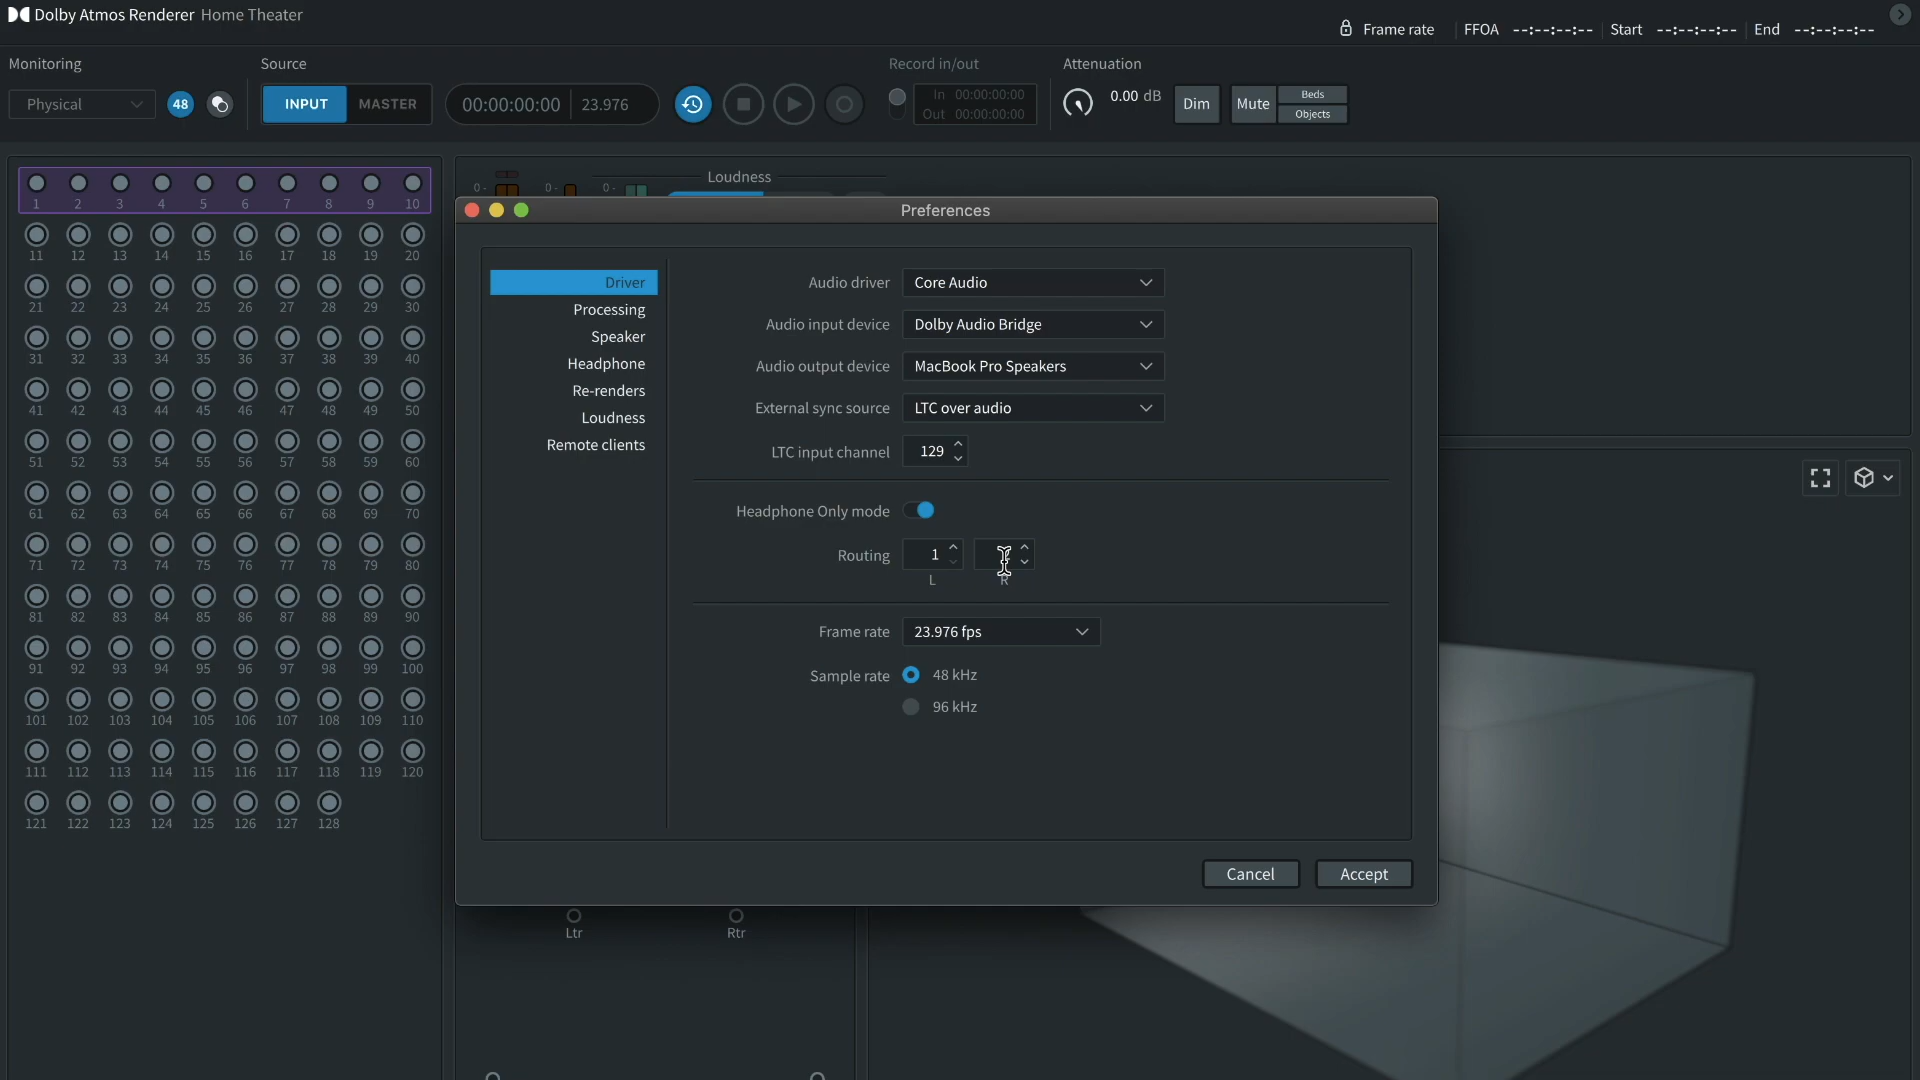 Dolby Atmos Renderer Home Theater
Frame rate FFOA --:--:--:-- Start --:--:--:-- End --:--:--:--
Monitoring Source Record in/out Attenuation
Physical 48 INPUT MASTER 00:00:00:00 23.976 In 00:00:00:00 Out 00:00:00:00 0.00 dB Dim Mute Beds Objects
1 2 3 4 5 6 7 8 9 10
11 12 13 14 15 16 17 18 19 20
21 22 23 24 25 26 27 28 29 30
31 32 33 34 35 36 37 38 39 40
41 42 43 44 45 46 47 48 49 50
51 52 53 54 55 56 57 58 59 60
61 62 63 64 65 66 67 68 69 70
71 72 73 74 75 76 77 78 79 80
81 82 83 84 85 86 87 88 89 90
91 92 93 94 95 96 97 98 99 100
101 102 103 104 105 106 107 108 109 110
111 112 113 114 115 116 117 118 119 120
121 122 123 124 125 126 127 128
0 - 0 - 0 - Loudness
Preferences
Driver
Processing
Speaker
Headphone
Re-renders
Loudness
Remote clients
Audio driver Core Audio
Audio input device Dolby Audio Bridge
Audio output device MacBook Pro Speakers
External sync source LTC over audio
LTC input channel 129
Headphone Only mode
Routing 1
L R
Frame rate 23.976 fps
Sample rate 48 kHz
96 kHz
Cancel Accept
Ltr Rtr